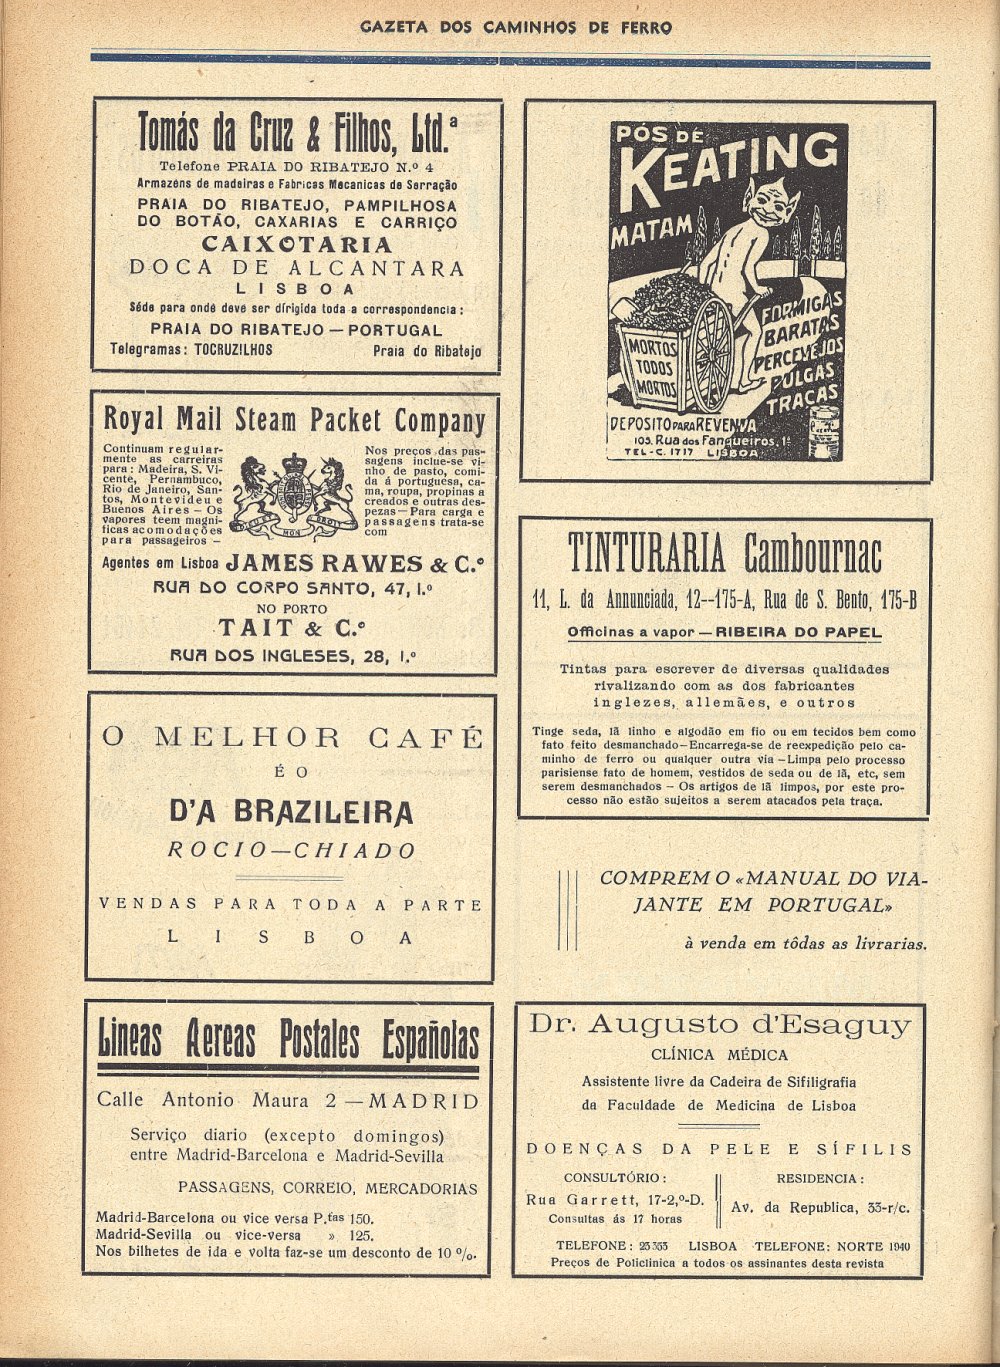 GAZETA DOS CAMINHOS DE FERRO
Tomás da Cruz & Filhos, Ltd.ª
Telefone PRAIA DO RIBATEJO N.º 4
Armazens de madeiras e Fabricas Mecanicas de Serração
PRAIA DO RIBATEJO, PAMPILHOSA
DO BOTÃO, CAXARIAS E CARRIÇO
CAIXOTARIA
DOCA DE ALCANTARA
LISBOA
Séde para onde deve ser dirigida toda a correspondencia:
PRAIA DO RIBATEJO — PORTUGAL
Telegramas: TOCRUZILHOS Praia do Ribatejo
Royal Mail Steam Packet Company
Continuam regular-
mente as carreiras
para: Madeira, S. Vi-
cente, Pernambuco,
Rio de Janeiro, San-
tos, Montevideu e
Buenos Aires — Os
vapores teem magni-
ficas acomodações
para passageiros —
Nos preços das pas-
sagens inclue-se vi-
nho de pasto, comi-
da á portuguesa, ca-
ma, roupa, propinas a
creados e outras des-
pezas — Para carga e
passagens trata-se
com
DIEU ET MON DROIT
Agentes em Lisboa JAMES RAWES & C.º
RUA DO CORPO SANTO, 47, 1.º
NO PORTO
TAIT & C.º
RUA DOS INGLESES, 28, 1.º
O MELHOR CAFÉ
É O
D'A BRAZILEIRA
ROCIO—CHIADO
VENDAS PARA TODA A PARTE
LISBOA
Lineas Aereas Postales Españolas
Calle Antonio Maura 2 — MADRID
Serviço diario (excepto domingos)
entre Madrid-Barcelona e Madrid-Sevilla
PASSAGENS, CORREIO, MERCADORIAS
Madrid-Barcelona ou vice versa P.tas 150.
Madrid-Sevilla ou vice-versa » 125.
Nos bilhetes de ida e volta faz-se um desconto de 10 %.
PÓS DE
KEATING
MATAM
FORMIGAS
BARATAS
PERCEVEJOS
PULGAS
TRAÇAS
MORTOS
TODOS
MORTOS
DEPOSITO PARA REVENDA
103. Rua dos Fanqueiros. 1º
TEL-C. 1717 LISBOA
TINTURARIA Cambournac
11, L. da Annunciada, 12--175-A, Rua de S. Bento, 175-B
Officinas a vapor — RIBEIRA DO PAPEL
Tintas para escrever de diversas qualidades
rivalizando com as dos fabricantes
inglezes, allemães, e outros
Tinge seda, lã linho e algodão em fio ou em tecidos bem como
fato feito desmanchado — Encarrega-se de reexpedição pelo ca-
minho de ferro ou qualquer outra via — Limpa pelo processo
parisiense fato de homem, vestidos de seda ou de lã, etc, sem
serem desmanchados — Os artigos de lã limpos, por este pro-
cesso não estão sujeitos a serem atacados pela traça.
COMPREM O «MANUAL DO VIA-
JANTE EM PORTUGAL»
à venda em tôdas as livrarias.
Dr. Augusto d'Esaguy
CLÍNICA MÉDICA
Assistente livre da Cadeira de Sifiligrafia
da Faculdade de Medicina de Lisboa
DOENÇAS DA PELE E SÍFILIS
CONSULTÓRIO:
Rua Garrett, 17-2,º-D.
Consultas ás 17 horas
RESIDENCIA:
Av. da Republica, 33-r/c.
TELEFONE: 25353 LISBOA TELEFONE: NORTE 1940
Preços de Policlinica a todos os assinantes desta revista